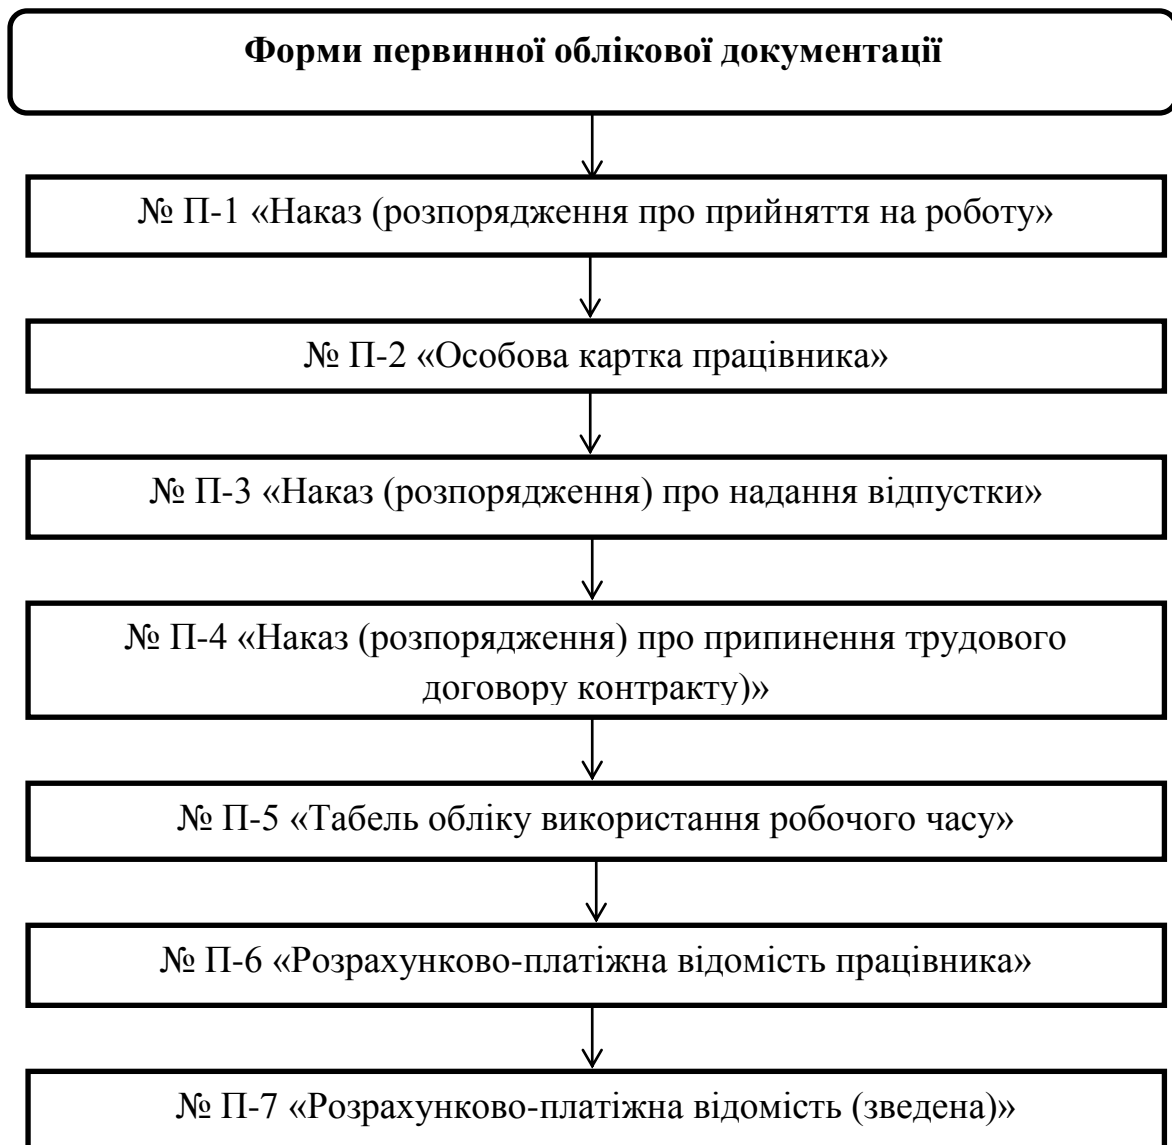 Форми первинної облікової документації
№ П-1 «Наказ (розпорядження про прийняття на роботу»
№ П-2 «Особова картка працівника»
№ П-3 «Наказ (розпорядження) про надання відпустки»
№ П-4 «Наказ (розпорядження) про припинення трудового
договору контракту)»
№ П-5 «Табель обліку використання робочого часу»
№ П-6 «Розрахунково-платіжна відомість працівника»
№ П-7 «Розрахунково-платіжна відомість (зведена)»